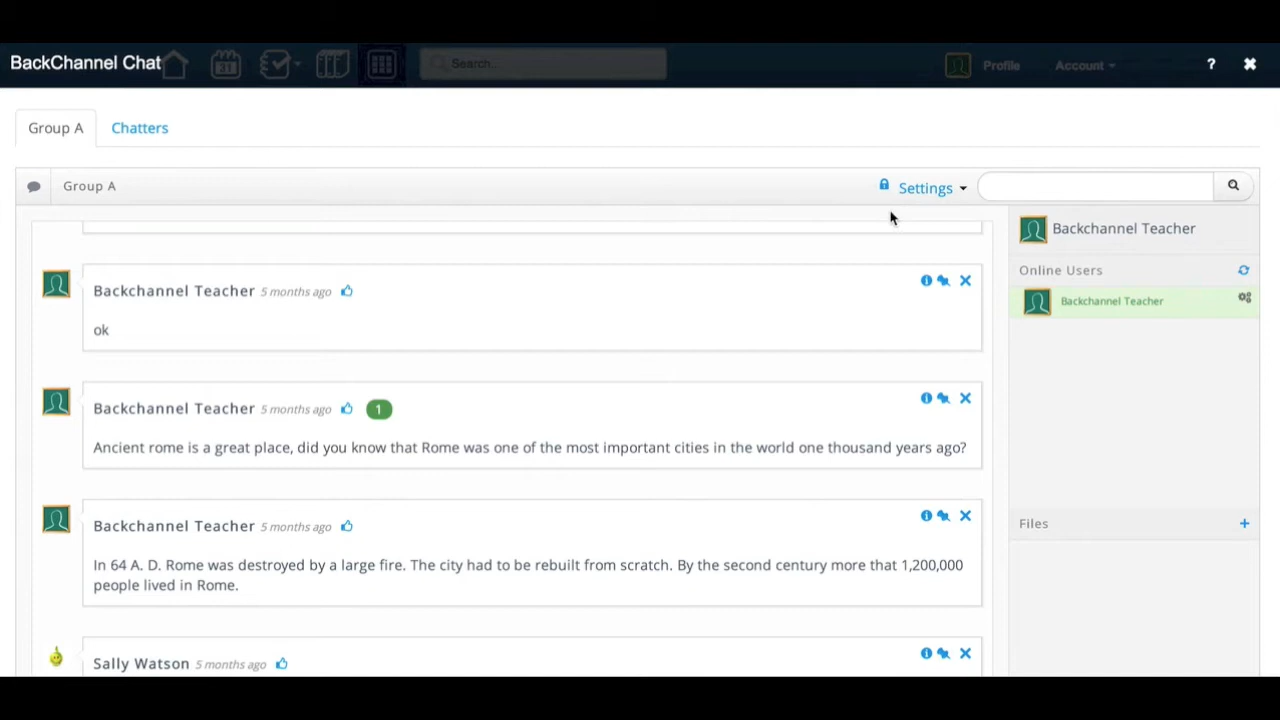 BackChannel Chat
31
Search...
Profile
Account
?
Group A
Chatters
Group A
Settings
Backchannel Teacher
Online Users
Backchannel Teacher
Files
Backchannel Teacher 5 months ago
ok
Backchannel Teacher 5 months ago 1
Ancient rome is a great place, did you know that Rome was one of the most important cities in the world one thousand years ago?
Backchannel Teacher 5 months ago
In 64 A. D. Rome was destroyed by a large fire. The city had to be rebuilt from scratch. By the second century more that 1,200,000
people lived in Rome.
Sally Watson 5 months ago